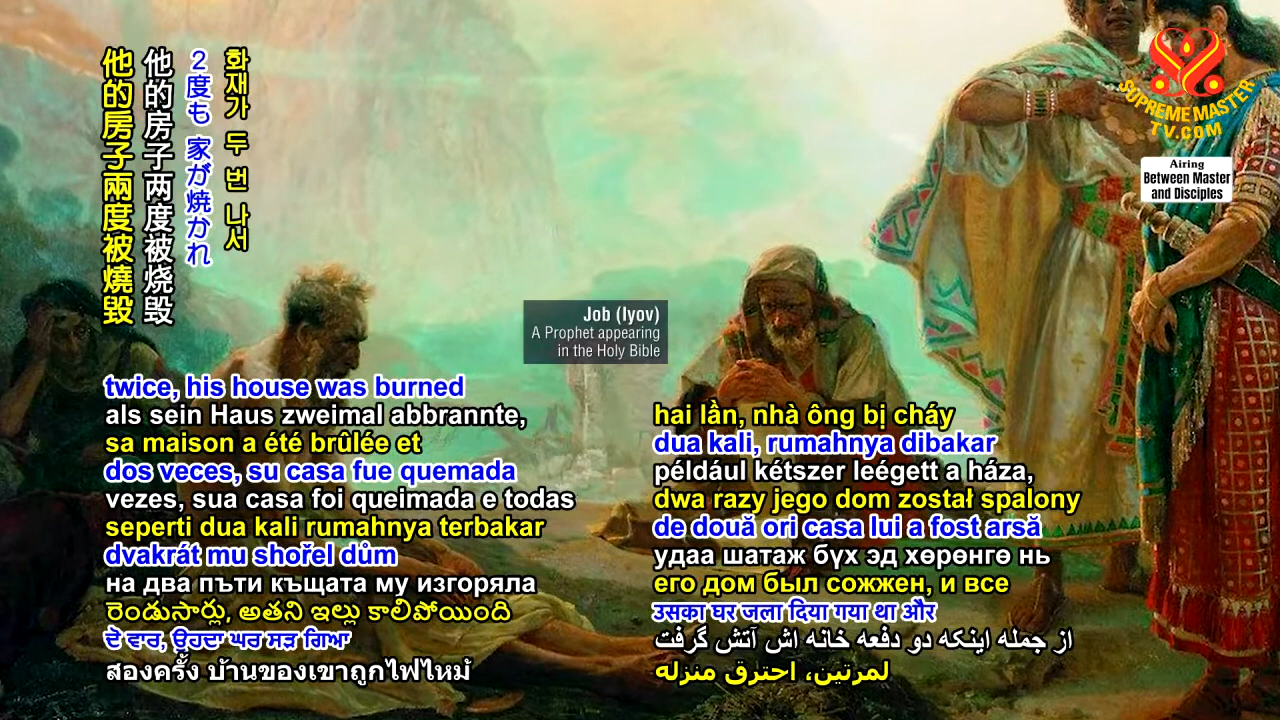 他的房子兩度被燒毀
他的房子两度被烧毁
2度も 家が焼かれ
화재가 두 번 나서
SUPREME MASTER
TV.COM
Airing
Between Master
and Disciples
Job (Iyov)
A Prophet appearing
in the Holy Bible
twice, his house was burned
als sein Haus zweimal abbrannte,
sa maison a été brûlée et
dos veces, su casa fue quemada
vezes, sua casa foi queimada e todas
seperti dua kali rumahnya terbakar
dvakrát mu shořel dům
на два пъти къщата му изгоряла
రెండుసార్లు, అతని ఇల్లు కాలిపోయింది
ਦੋ ਵਾਰ, ਉਹਦਾ ਘਰ ਸੜ ਗਿਆ
สองครั้ง บ้านของเขาถูกไฟไหม้
hai lần, nhà ông bị cháy
dua kali, rumahnya dibakar
például kétszer leégett a háza,
dwa razy jego dom został spalony
de două ori casa lui a fost arsă
удаа шатаж бүх эд хөрөнгө нь
его дом был сожжен, и все
उसका घर जला दिया गया था और
از جمله اینکه دو دفعه خانه اش آتش گرفت
لمرتين، احترق منزله